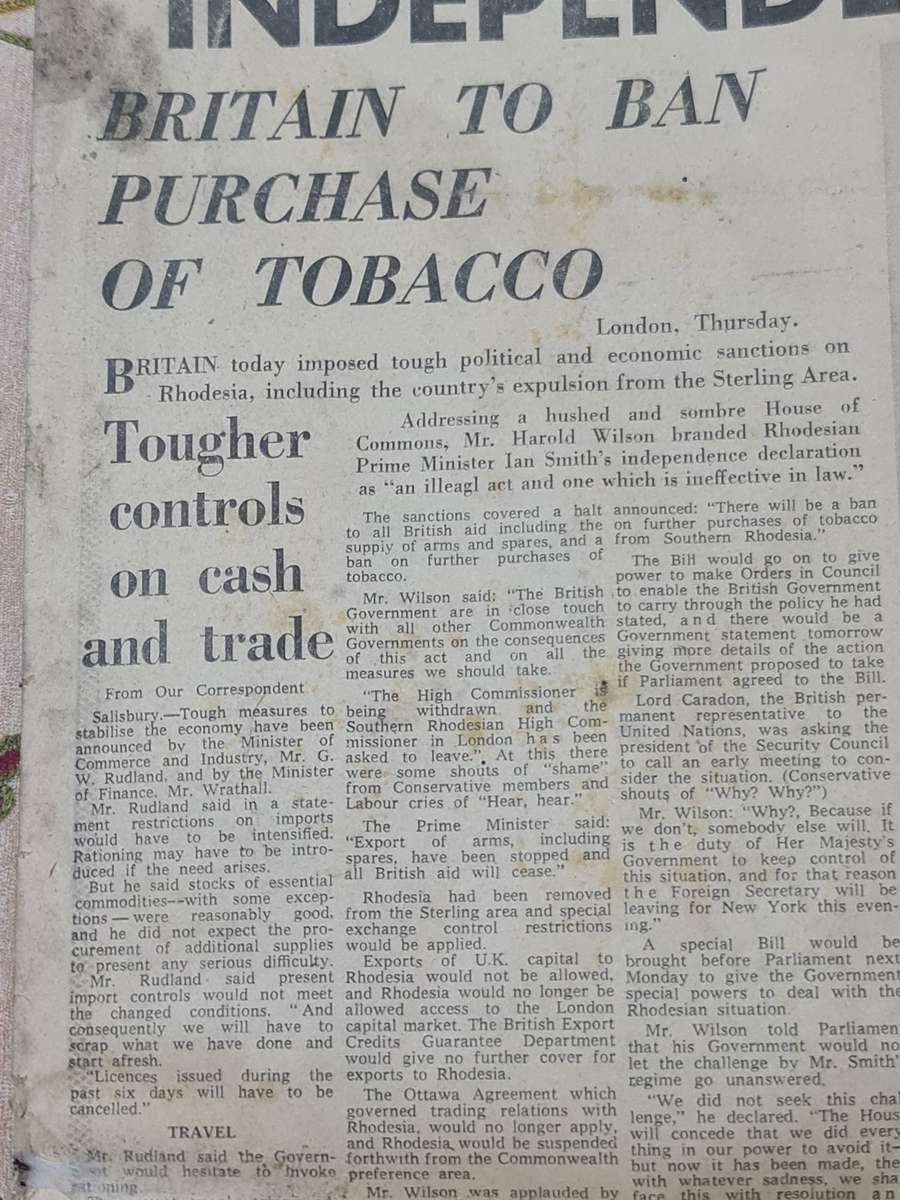 INDEPENDE
BRITAIN TO BAN
PURCHASE
OF TOBACCO
London, Thursday.
BRITAIN today imposed tough political and economic sanctions on
Rhodesia, including the country's expulsion from the Sterling Area.
Addressing a hushed and sombre House of
Commons, Mr. Harold Wilson branded Rhodesian
Prime Minister Ian Smith's independence declaration
as "an illeagl act and one which is ineffective in law."
Tougher
controls
on cash
and trade
From Our Correspondent
Salisbury.—Tough measures to
stabilise the economy have been
announced by the Minister of
Commerce and Industry, Mr. G.
W. Rudland, and by the Minister
of Finance, Mr. Wrathall.
Mr. Rudland said in a state-
ment restrictions on imports
would have to be intensified.
Rationing may have to be intro-
duced if the need arises.
But he said stocks of essential
commodities--with some excep-
tions — were reasonably good,
and he did not expect the pro-
curement of additional supplies
to present any serious difficulty.
Mr. Rudland said present
import controls would not meet
the changed conditions. "And
consequently we will have to
scrap what we have done and
start afresh.
"Licences issued during the
past six days will have to be
cancelled."
TRAVEL
Mr. Rudland said the Govern-
would hesitate to invoke
The sanctions covered a halt
to all British aid including the
supply of arms and spares, and a
ban on further purchases of
tobacco.
Mr. Wilson said: "The British
Government are in close touch
with all other Commonwealth
Governments on the consequences
of this act and on all the
measures we should take.
"The High Commissioner is
being withdrawn and the
Southern Rhodesian High Com-
missioner in London has been
asked to leave." At this there
were some shouts of "shame"
from Conservative members and
Labour cries of "Hear, hear."
The Prime Minister said:
"Export of arms, including
spares, have been stopped and
all British aid will cease."
Rhodesia had been removed
from the Sterling area and special
exchange control restrictions
would be applied.
Exports of U.K. capital to
Rhodesia would not be allowed,
and Rhodesia would no longer be
allowed access to the London
capital market. The British Export
Credits Guarantee Department
would give no further cover for
exports to Rhodesia.
The Ottawa Agreement which
governed trading relations with
Rhodesia, would no longer apply,
and Rhodesia would be suspended
forthwith from the Commonwealth
preference area.
Mr. Wilson was applauded by
announced: "There will be a ban
on further purchases of tobacco
from Southern Rhodesia."
The Bill would go on to give
power to make Orders in Council
to enable the British Government
to carry through the policy he had
stated, and there would be a
Government statement tomorrow
giving more details of the action
the Government proposed to take
if Parliament agreed to the Bill.
Lord Caradon, the British per-
manent representative to the
United Nations, was asking the
president of the Security Council
to call an early meeting to con-
sider the situation. (Conservative
shouts of "Why? Why?")
Mr. Wilson: "Why?, Because if
we don't, somebody else will. It
is the duty of Her Majesty's
Government to keep control of
this situation, and for that reason
the Foreign Secretary will be
leaving for New York this even-
ing."
A special Bill would be
brought before Parliament next
Monday to give the Government
special powers to deal with the
Rhodesian situation.
Mr. Wilson told Parliamen
that his Government would no
let the challenge by Mr. Smith'
regime go unanswered.
"We did not seek this chal
lenge," he declared. "The Hous
will concede that we did every
thing in our power to avoid it—
but now it has been made, the
with whatever sadness, we sha
face this with resolution an